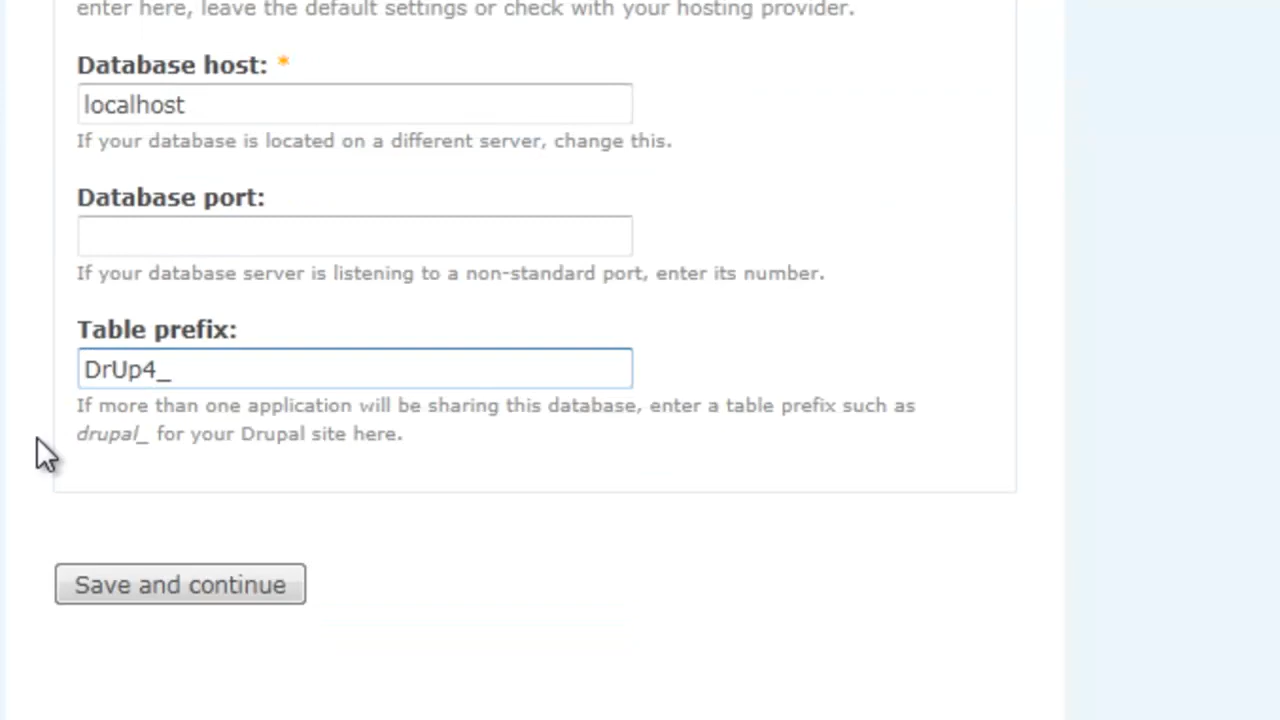 enter here, leave the default settings or check with your hosting provider.
Database host: *
localhost
If your database is located on a different server, change this.
Database port:
If your database server is listening to a non-standard port, enter its number.
Table prefix:
DrUp4_
If more than one application will be sharing this database, enter a table prefix such as
drupal_ for your Drupal site here.
Save and continue